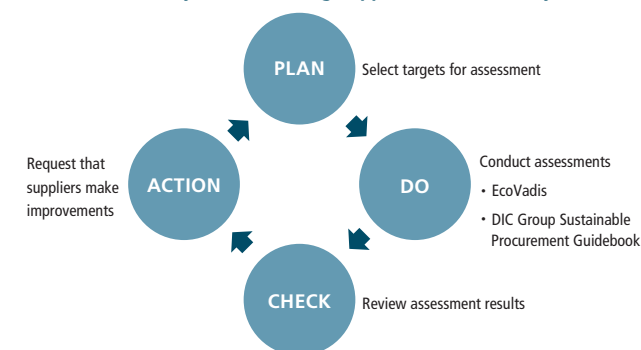 PLAN
Select targets for assessment
Request that
suppliers make
improvements
ACTION
DO
Conduct assessments
・EcoVadis
・DIC Group Sustainable
Procurement Guidebook
CHECK
Review assessment results